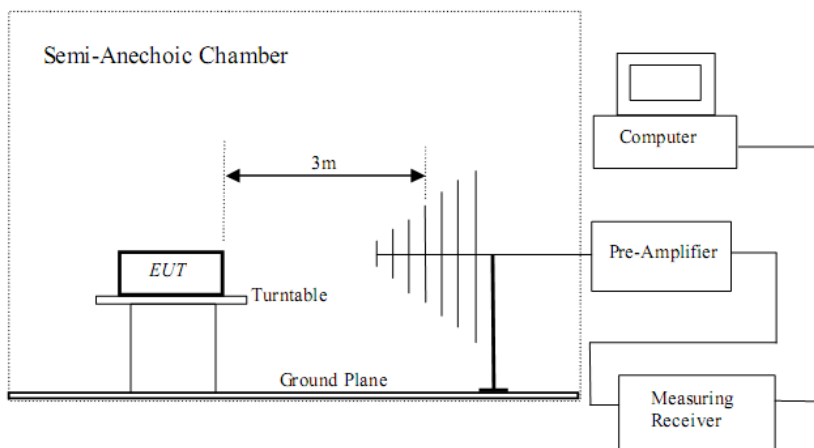 Semi-Anechoic Chamber
Computer
3m
Pre-Amplifier
EUT
Turntable
Ground Plane
Measuring
Receiver